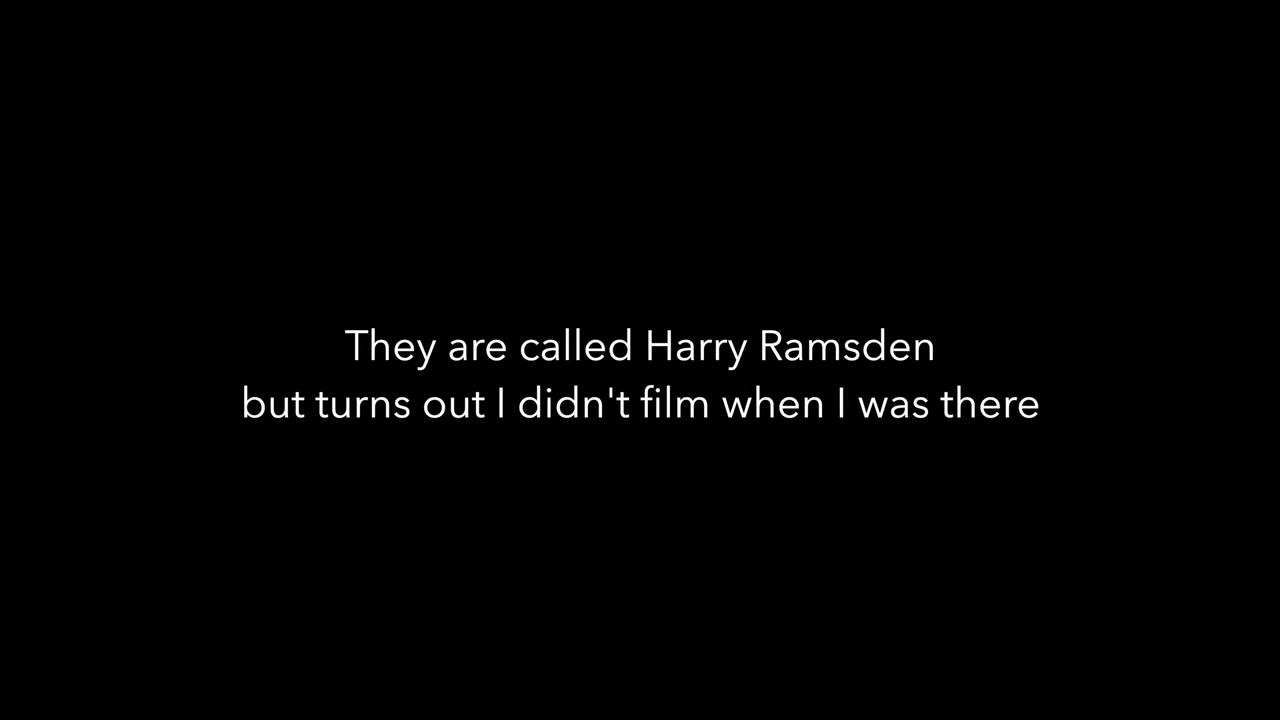 They are called Harry Ramsden
but turns out I didn't film when I was there